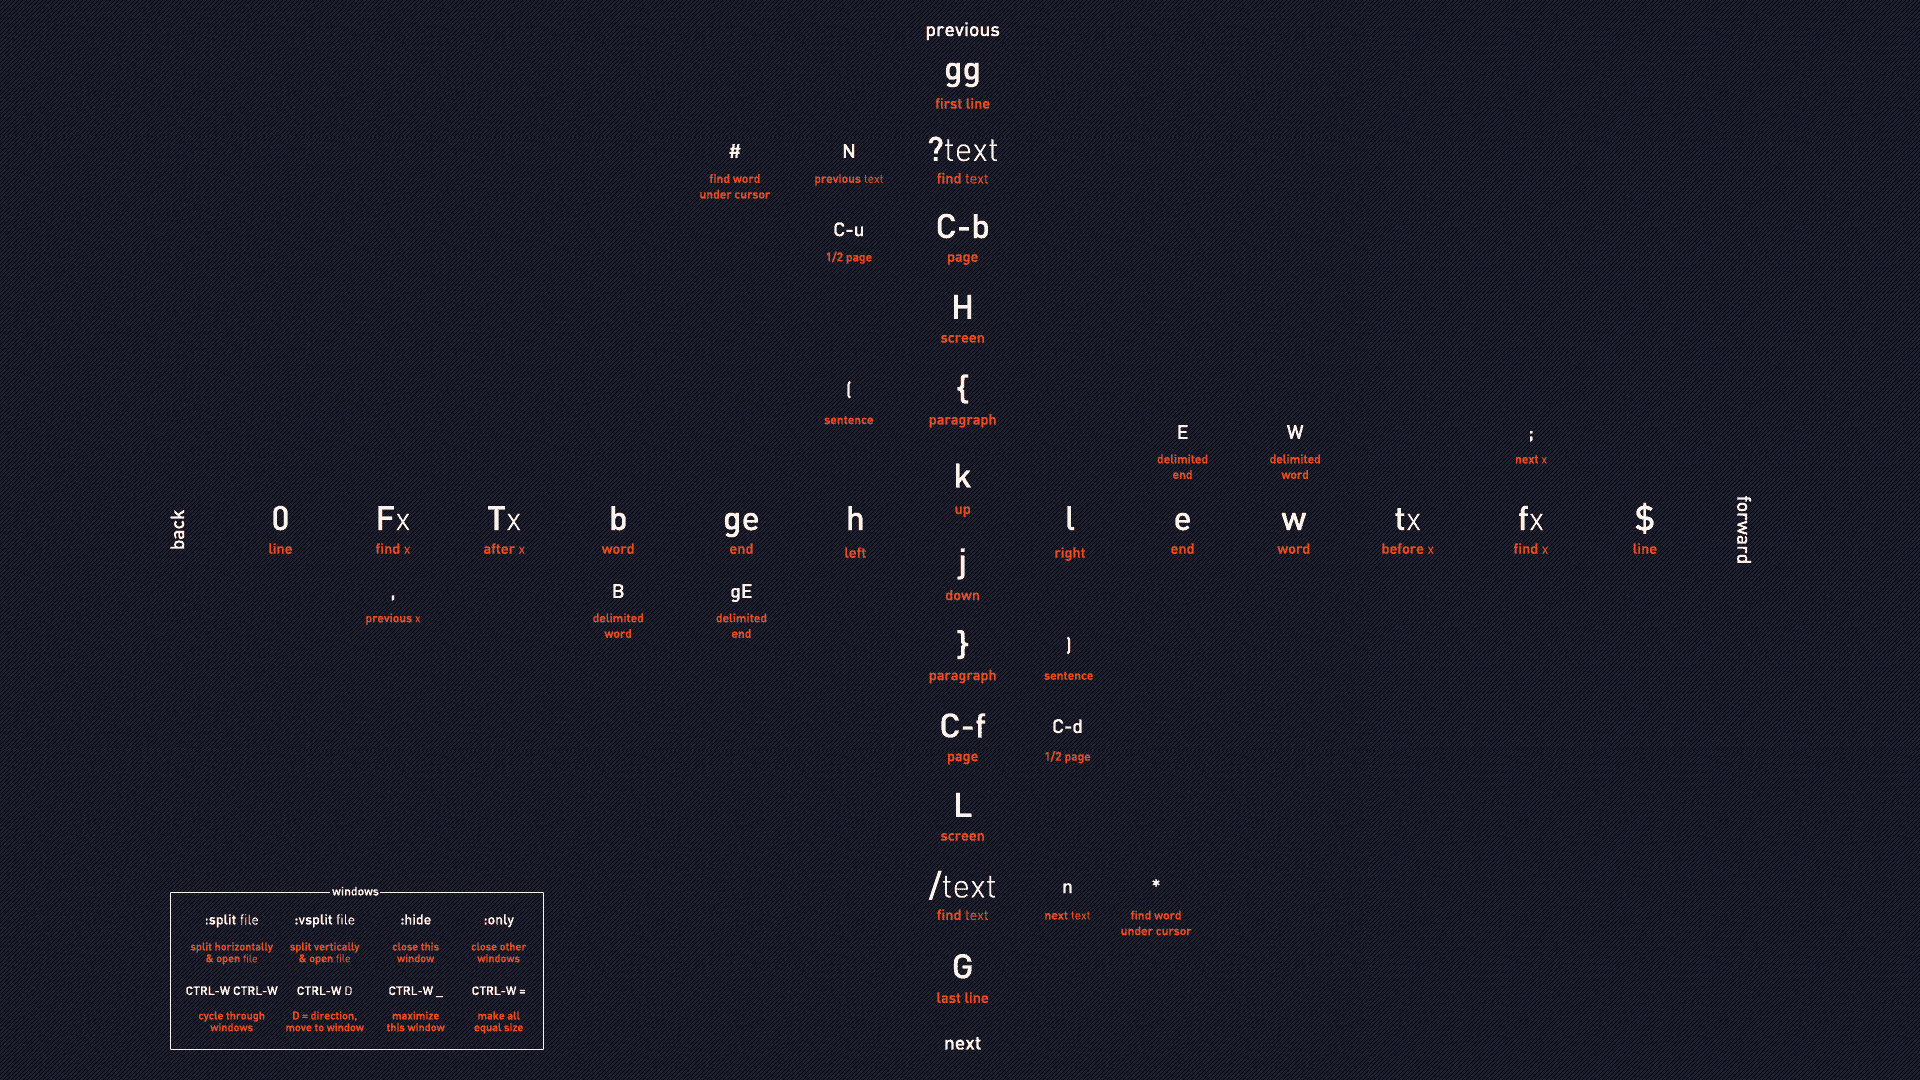 previous
gg
first line
# N ?text
find word previous text find text
under cursor
C-u C-b
1/2 page page
H
screen
( {
sentence paragraph
E W ;
delimited delimited next x
end word
k
up
back 0 Fx Tx b ge h l e w tx fx $ forward
line find x after x word end left right end word before x find x line
j
down
, B gE
previous x delimited delimited
word end
} )
paragraph sentence
C-f C-d
page 1/2 page
L
screen
/text n *
find text next text find word
under cursor
G
last line
next
windows
:split file :vsplit file :hide :only
split horizontally split vertically close this close other
& open file & open file window windows
CTRL-W CTRL-W CTRL-W D CTRL-W _ CTRL-W =
cycle through D = direction, maximize make all
windows move to window this window equal size